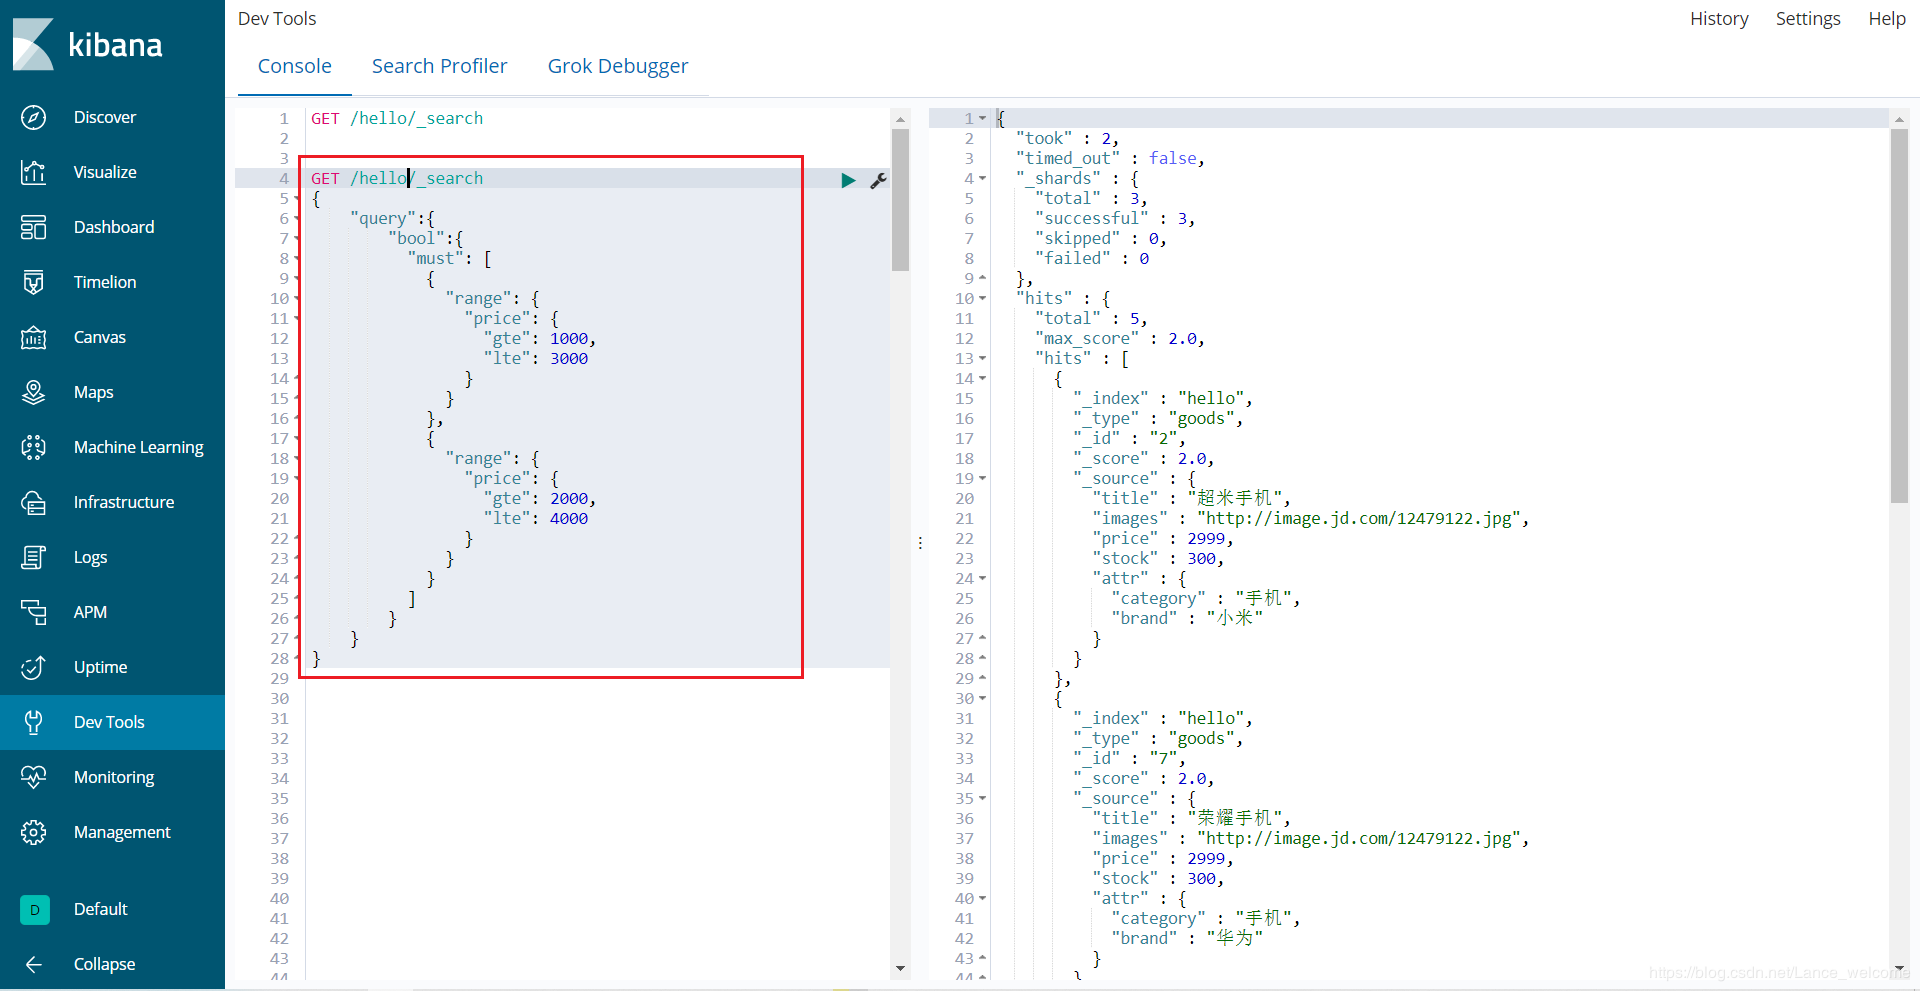 kibana
Discover
Visualize
Dashboard
Timelion
Canvas
Maps
Machine Learning
Infrastructure
Logs
APM
Uptime
Dev Tools
Monitoring
Management
D Default
Collapse
Dev Tools
History Settings Help
Console Search Profiler Grok Debugger
1 GET /hello/_search
2
3
4 GET /hello/_search
5 {
6 "query":{
7 "bool":{
8 "must": [
9 {
10 "range": {
11 "price": {
12 "gte": 1000,
13 "lte": 3000
14 }
15 }
16 },
17 {
18 "range": {
19 "price": {
20 "gte": 2000,
21 "lte": 4000
22 }
23 }
24 }
25 ]
26 }
27 }
28 }
29
30
31
32
33
34
35
36
37
38
39
40
41
42
43
44
1 {
2 "took" : 2,
3 "timed_out" : false,
4 "_shards" : {
5 "total" : 3,
6 "successful" : 3,
7 "skipped" : 0,
8 "failed" : 0
9 },
10 "hits" : {
11 "total" : 5,
12 "max_score" : 2.0,
13 "hits" : [
14 {
15 "_index" : "hello",
16 "_type" : "goods",
17 "_id" : "2",
18 "_score" : 2.0,
19 "_source" : {
20 "title" : "超米手机",
21 "images" : "http://image.jd.com/12479122.jpg",
22 "price" : 2999,
23 "stock" : 300,
24 "attr" : {
25 "category" : "手机",
26 "brand" : "小米"
27 }
28 }
29 },
30 {
31 "_index" : "hello",
32 "_type" : "goods",
33 "_id" : "7",
34 "_score" : 2.0,
35 "_source" : {
36 "title" : "荣耀手机",
37 "images" : "http://image.jd.com/12479122.jpg",
38 "price" : 2999,
39 "stock" : 300,
40 "attr" : {
41 "category" : "手机",
42 "brand" : "华为"
43 }
44 }
https://blog.csdn.net/Lance_welcome